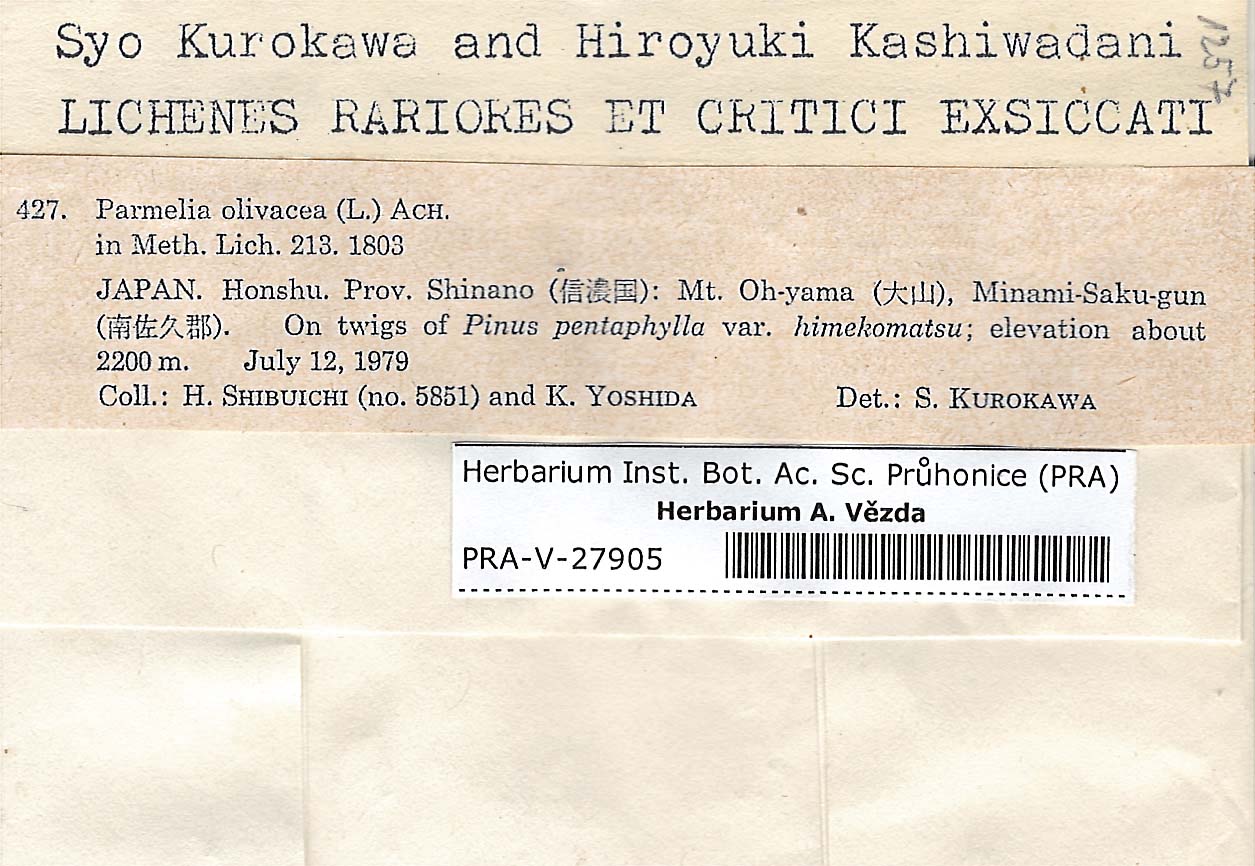 Syo Kurokawa and Hiroyuki Kashiwadani
1257
LICHENES RARIORES ET CRITICI EXSICCATI
427. Parmelia olivacea (L.) ACH.
in Meth. Lich. 213. 1803
JAPAN. Honshu. Prov. Shinano (信濃国): Mt. Oh-yama (大山), Minami-Saku-gun
(南佐久郡). On twigs of Pinus pentaphylla var. himekomatsu; elevation about
2200 m. July 12, 1979
Coll.: H. SHIBUICHI (no. 5851) and K. YOSHIDA Det.: S. KUROKAWA
Herbarium Inst. Bot. Ac. Sc. Průhonice (PRA)
Herbarium A. Vězda
PRA-V-27905